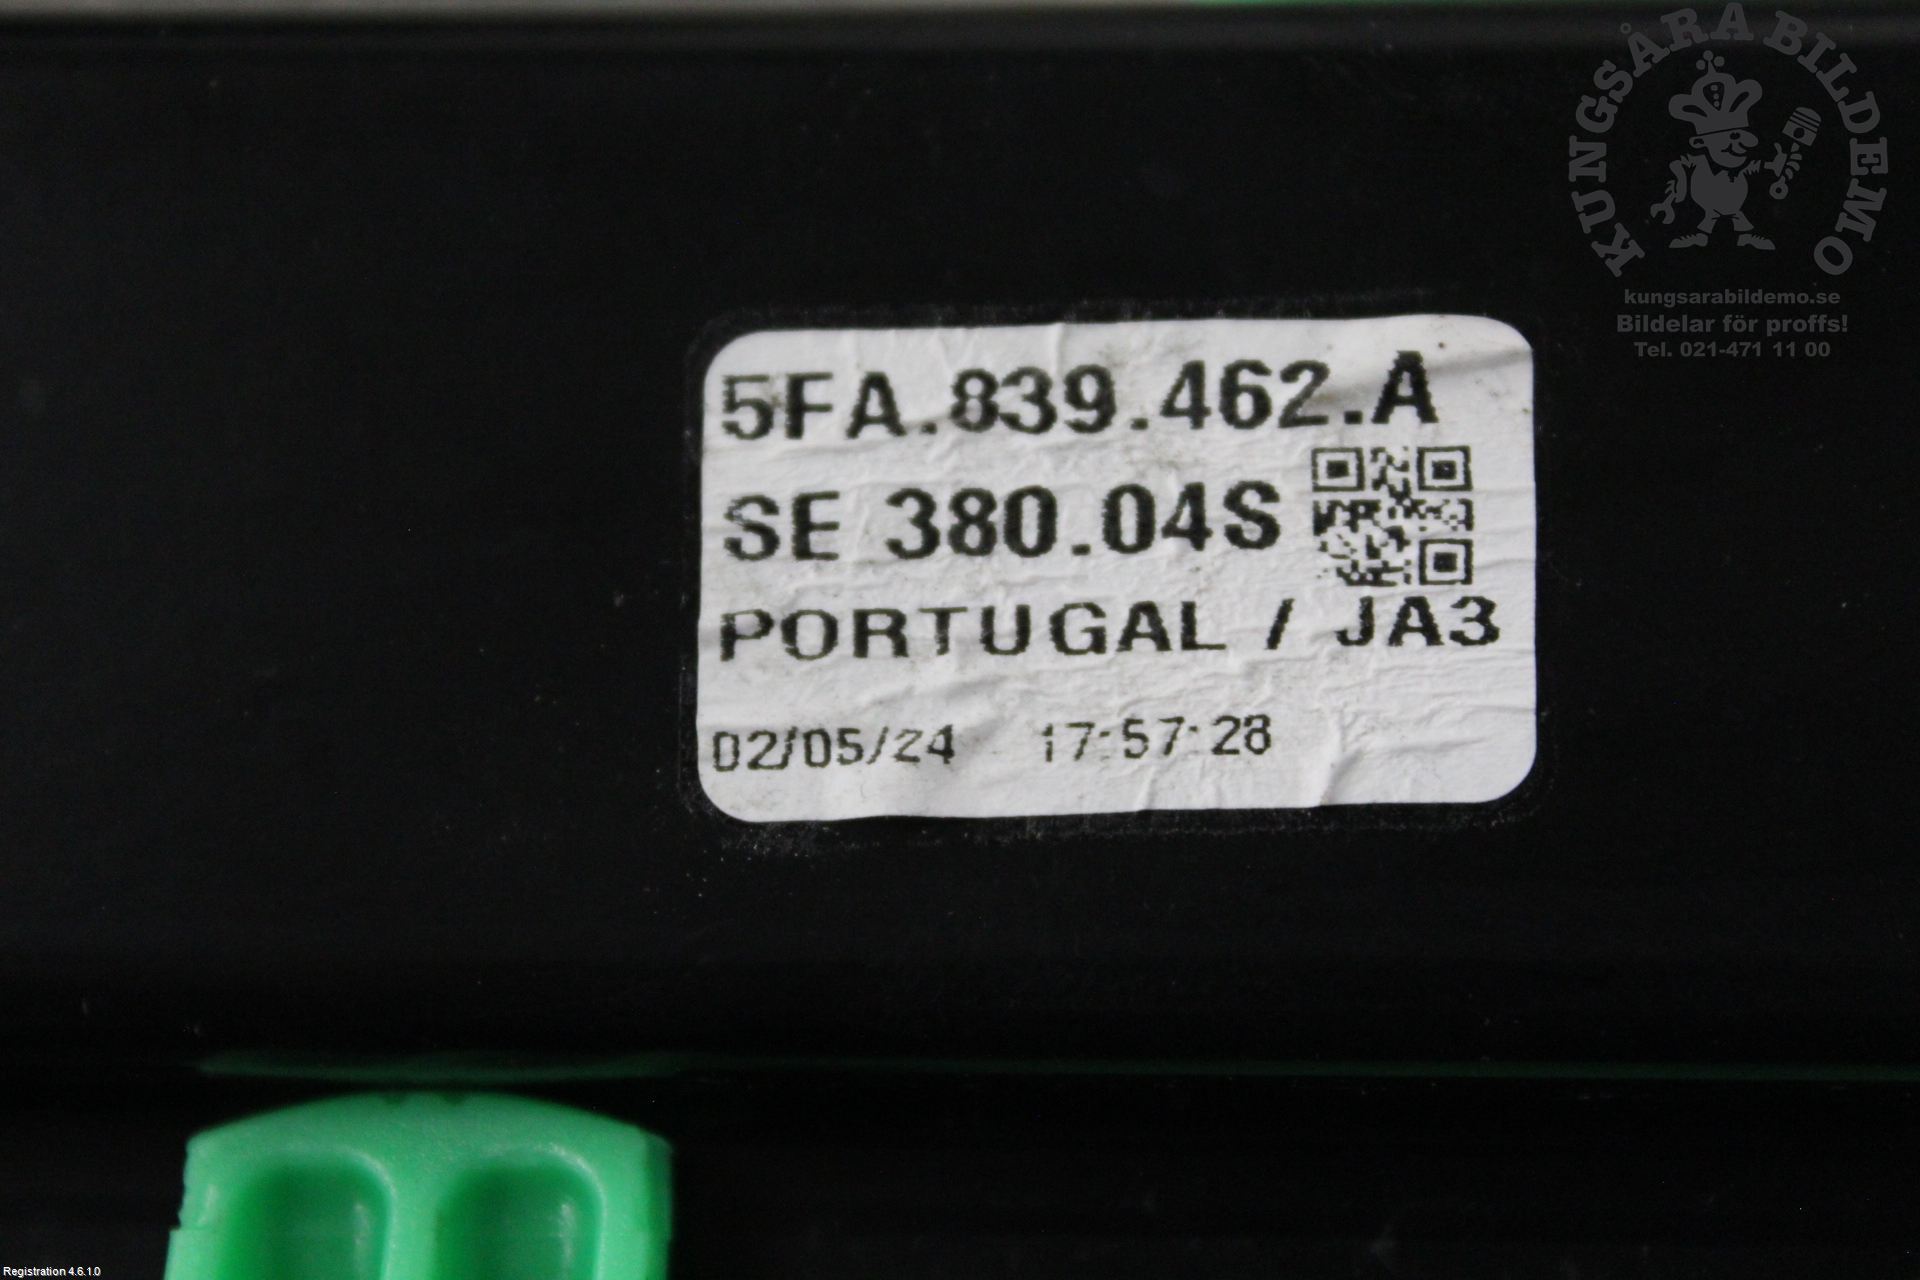 KUNGSÅRA BILDEMO
kungsarabildemo.se
Bildelar för proffs!
Tel. 021-471 11 00
5FA.839.462.A
SE 380.04S
PORTUGAL / JA3
02/05/24 17:57:28
Registration 4.6.1.0